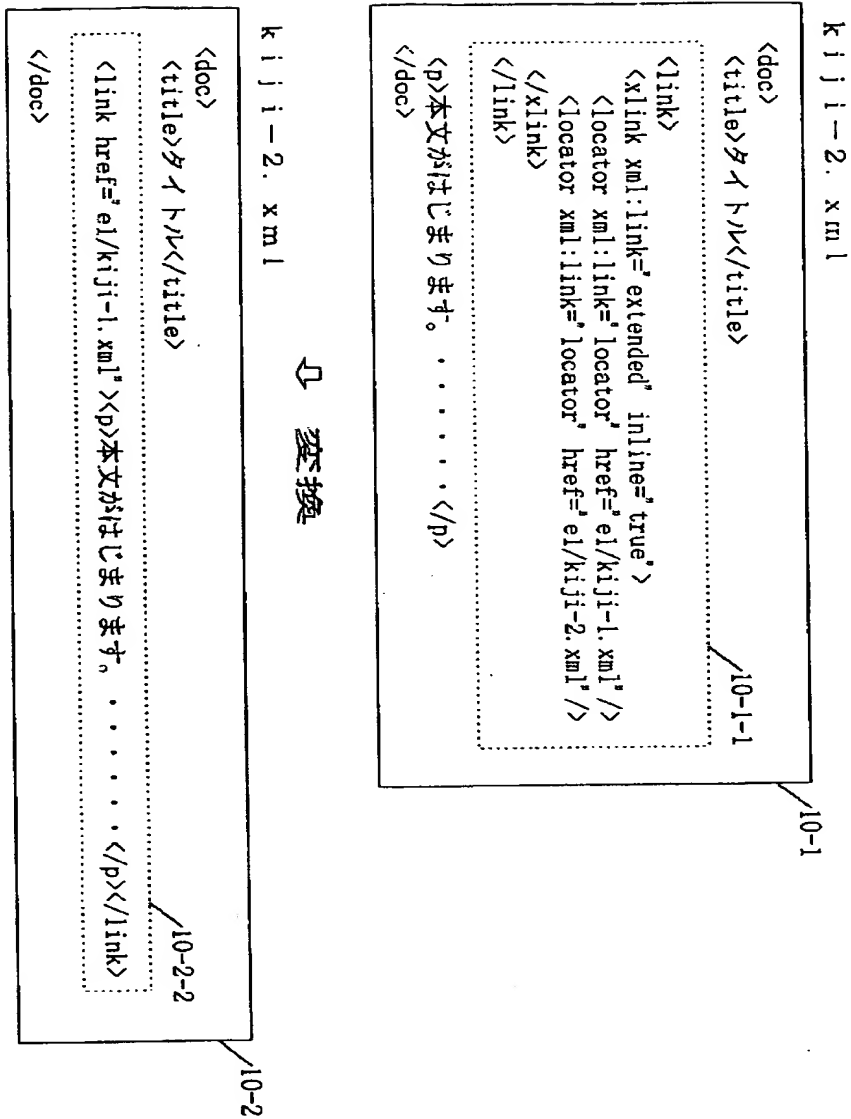 kiji-2. xml
<doc>
<title>タイトル</title>
<link>
<xlink xml:link="extended" inline="true">
<locator xml:link="locator" href="el/kiji-1.xml"/>
<locator xml:link="locator" href="el/kiji-2.xml"/>
</xlink>
</link>
<p>本文がはじまります。・・・・・・・</p>
</doc>
10-1-1
10-1
⇩ 変換
kiji-2. xml
<doc>
<title>タイトル</title>
<link href="el/kiji-1.xml"><p>本文がはじまります。・・・・・・・</p></link>
</doc>
10-2-2
10-2